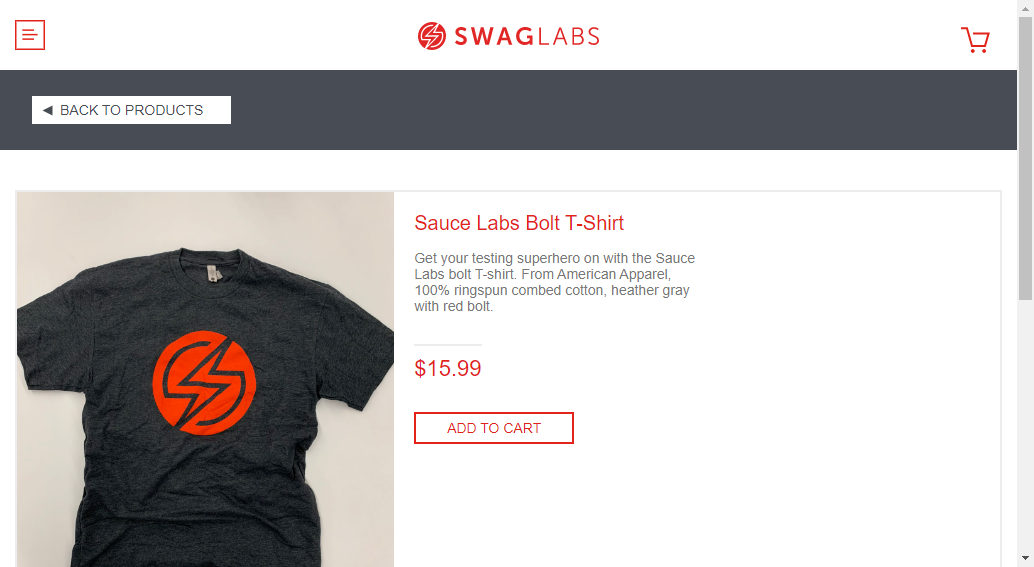 SWAGLABS
◄ BACK TO PRODUCTS
Sauce Labs Bolt T-Shirt
Get your testing superhero on with the Sauce
Labs bolt T-shirt. From American Apparel,
100% ringspun combed cotton, heather gray
with red bolt.
$15.99
ADD TO CART